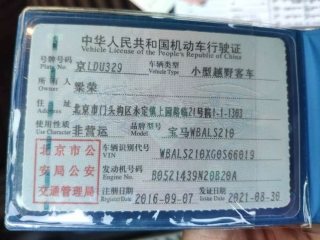 中华人民共和国机动车行驶证
Vehicle License of the People's Republic of China
号牌号码 京LDU329 车辆类型 小型越野客车
Plate No. Vehicle Type
所有人 梁荣
Owner
住址 北京市门头沟区永定镇上园路临21号院1-1-1303
Address
使用性质 非营运 品牌型号 宝马WBALS210
Use Character Model
北京市公安局公安交通管理局
车辆识别代号 WBALS210XG0S66019
VIN
发动机号码 B0521439N20B20A
Engine No.
注册日期 2016-09-07 发证日期 2021-08-30
Register Date Issue Date